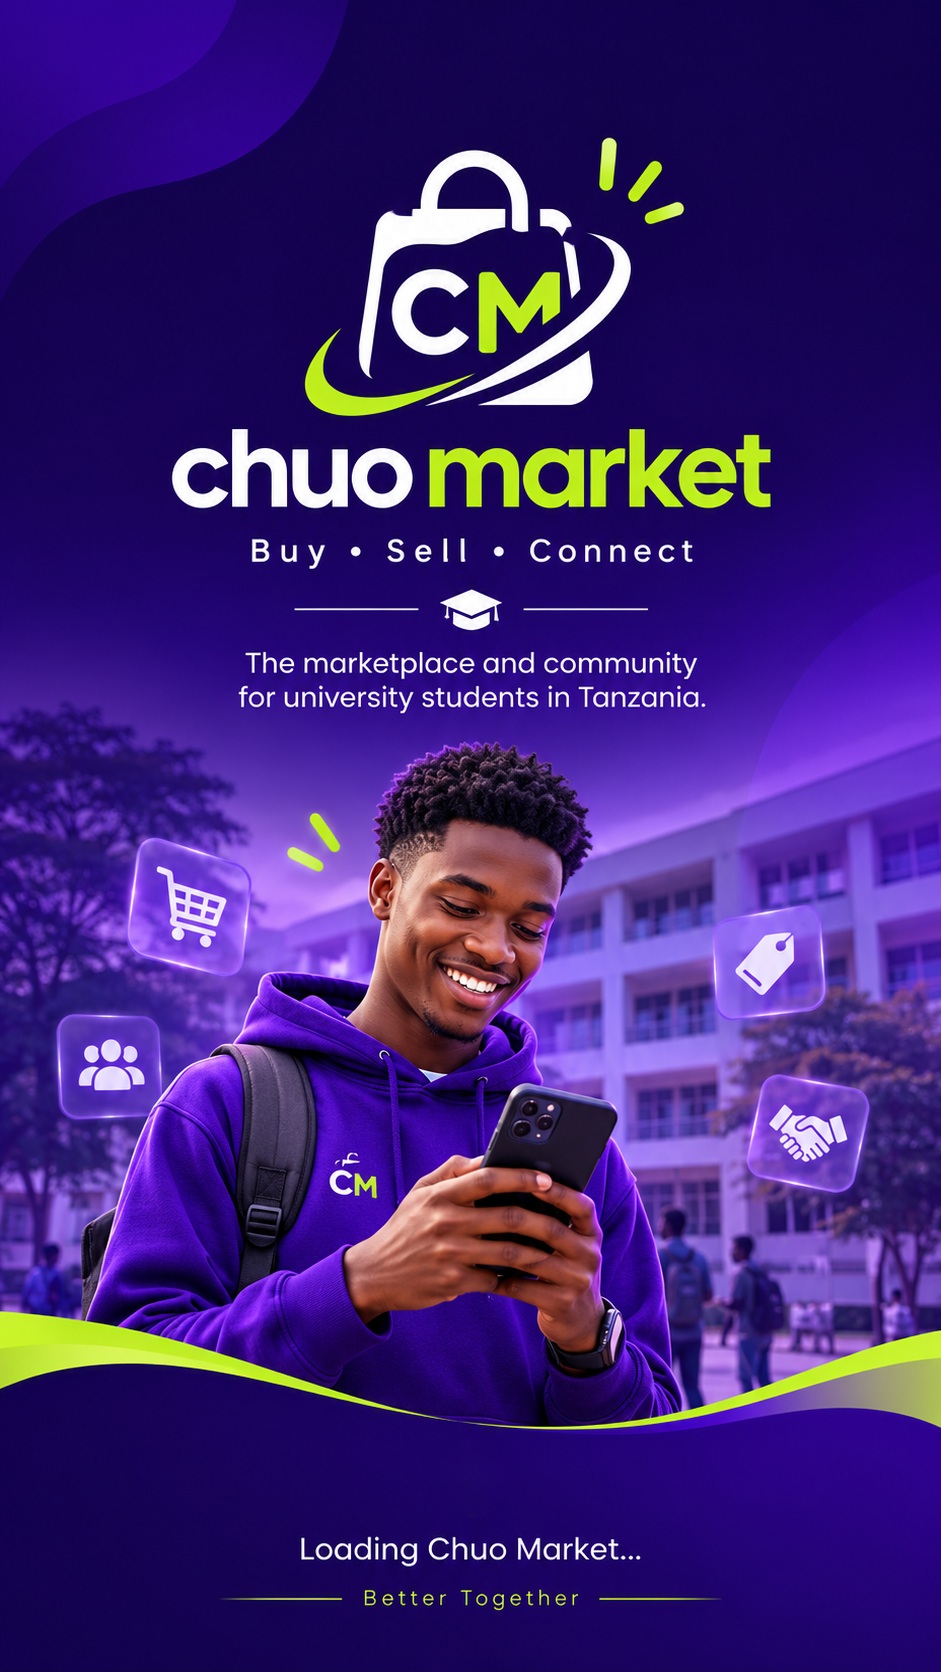 CM
chuo market
Buy • Sell • Connect
The marketplace and community
for university students in Tanzania.
CM
Loading Chuo Market...
Better Together